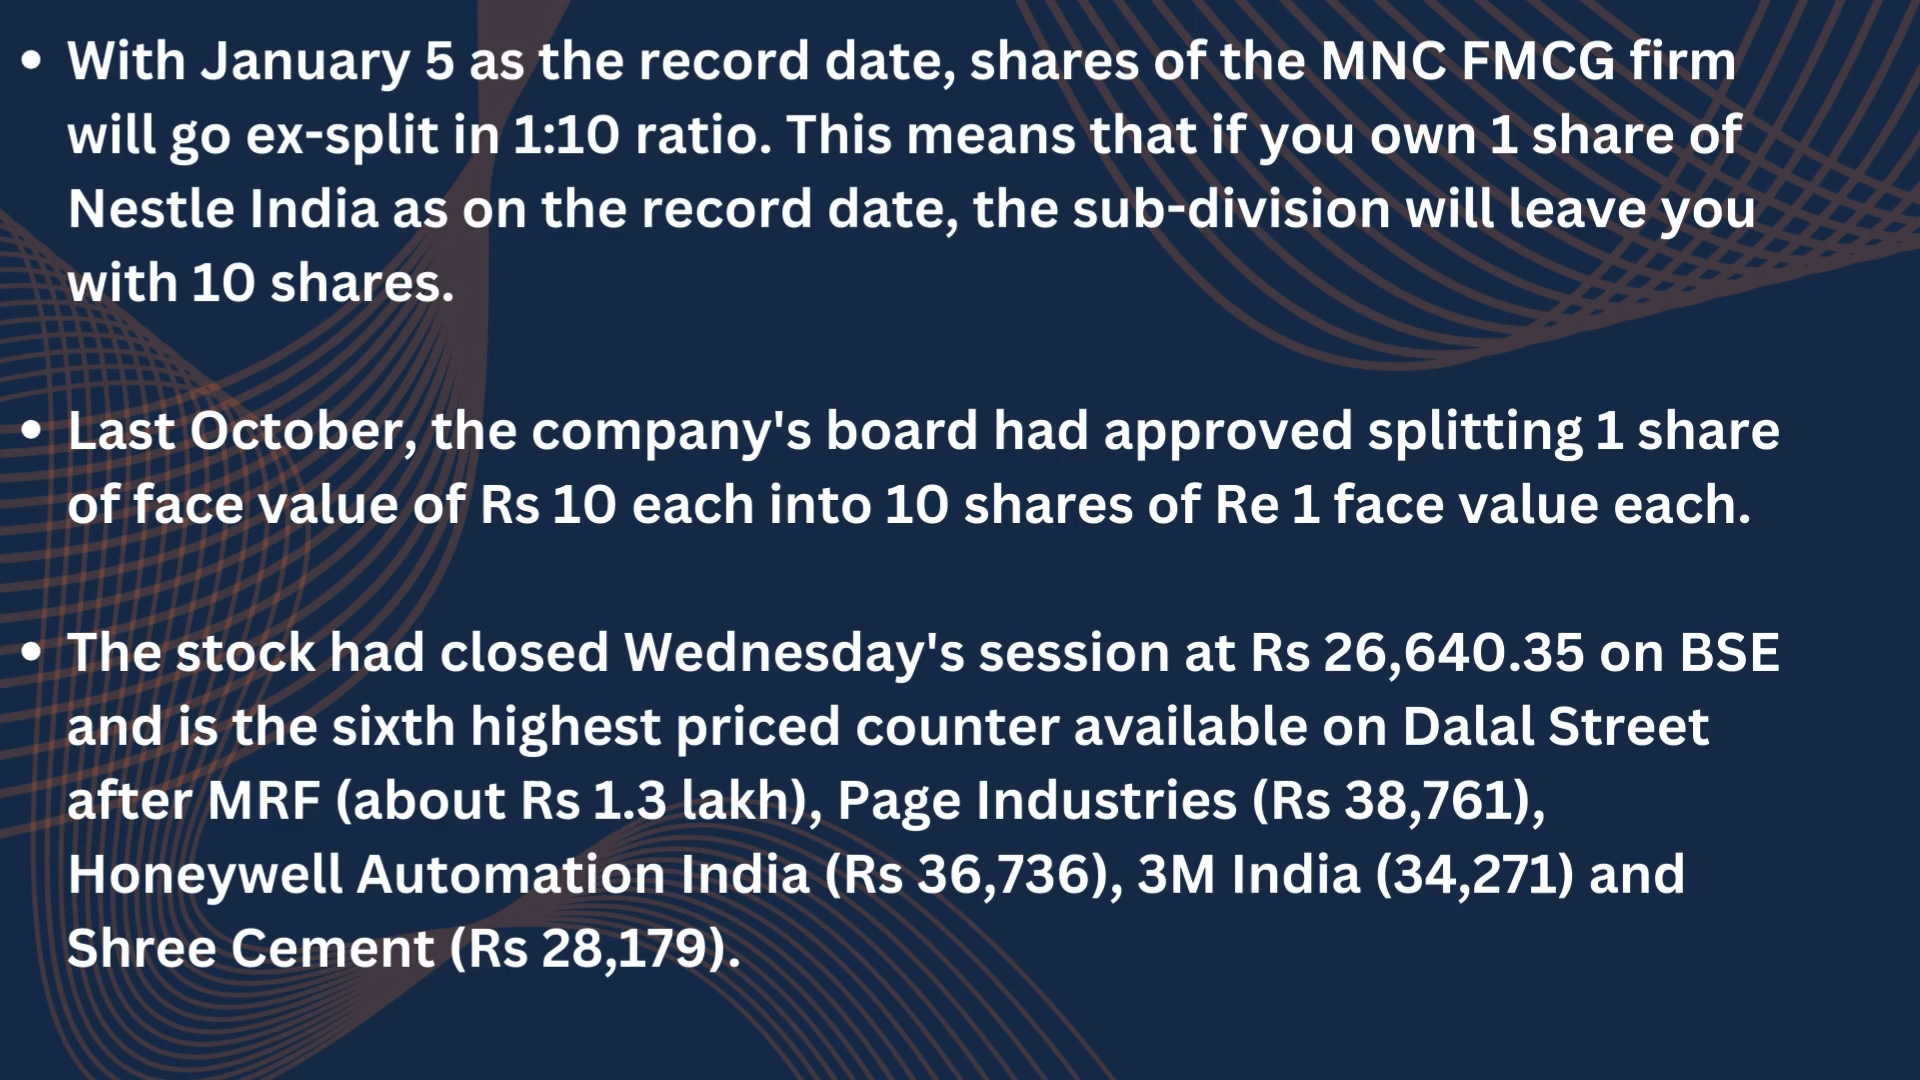 • With January 5 as the record date, shares of the MNC FMCG firm
will go ex-split in 1:10 ratio. This means that if you own 1 share of
Nestle India as on the record date, the sub-division will leave you
with 10 shares.
• Last October, the company's board had approved splitting 1 share
of face value of Rs 10 each into 10 shares of Re 1 face value each.
• The stock had closed Wednesday's session at Rs 26,640.35 on BSE
and is the sixth highest priced counter available on Dalal Street
after MRF (about Rs 1.3 lakh), Page Industries (Rs 38,761),
Honeywell Automation India (Rs 36,736), 3M India (34,271) and
Shree Cement (Rs 28,179).